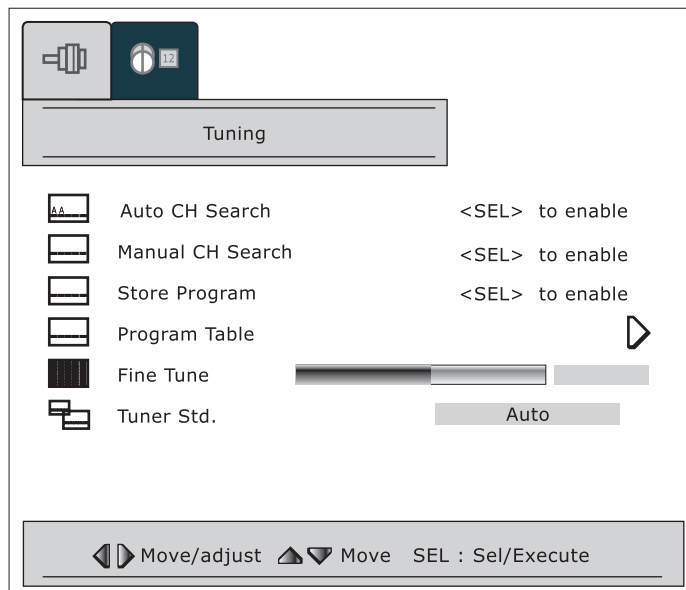 12
Tuning
AA
Auto CH Search <SEL> to enable
Manual CH Search <SEL> to enable
Store Program <SEL> to enable
Program Table
Fine Tune
Tuner Std. Auto
Move/adjust Move SEL : Sel/Execute